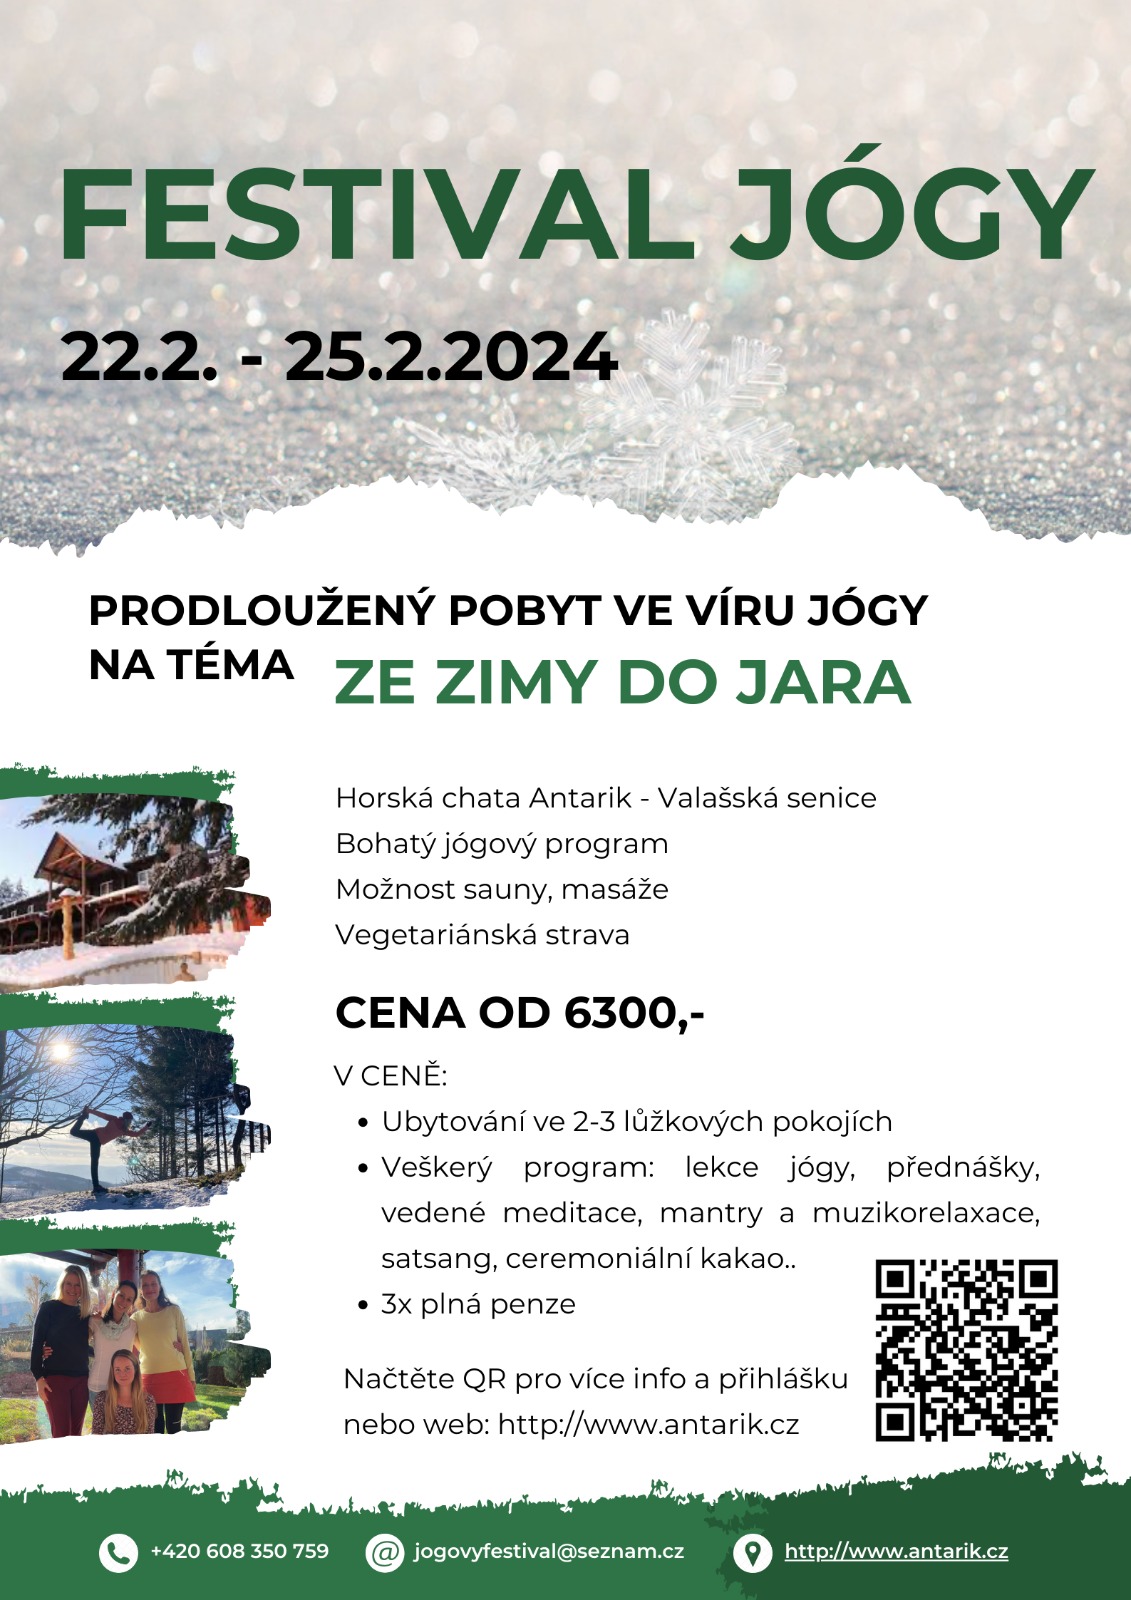 FESTIVAL JÓGY
22.2. - 25.2.2024
PRODLOUŽENÝ POBYT VE VÍRU JÓGY
NA TÉMA ZE ZIMY DO JARA
Horská chata Antarik - Valašská senice
Bohatý jógový program
Možnost sauny, masáže
Vegetariánská strava
CENA OD 6300,-
V CENĚ:
• Ubytování ve 2-3 lůžkových pokojích
• Veškerý program: lekce jógy, přednášky,
vedené meditace, mantry a muzikorelaxace,
satsang, ceremoniální kakao..
• 3x plná penze
Načtěte QR pro více info a přihlášku
nebo web: http://www.antarik.cz
+420 608 350 759
@ jogovyfestival@seznam.cz
http://www.antarik.cz